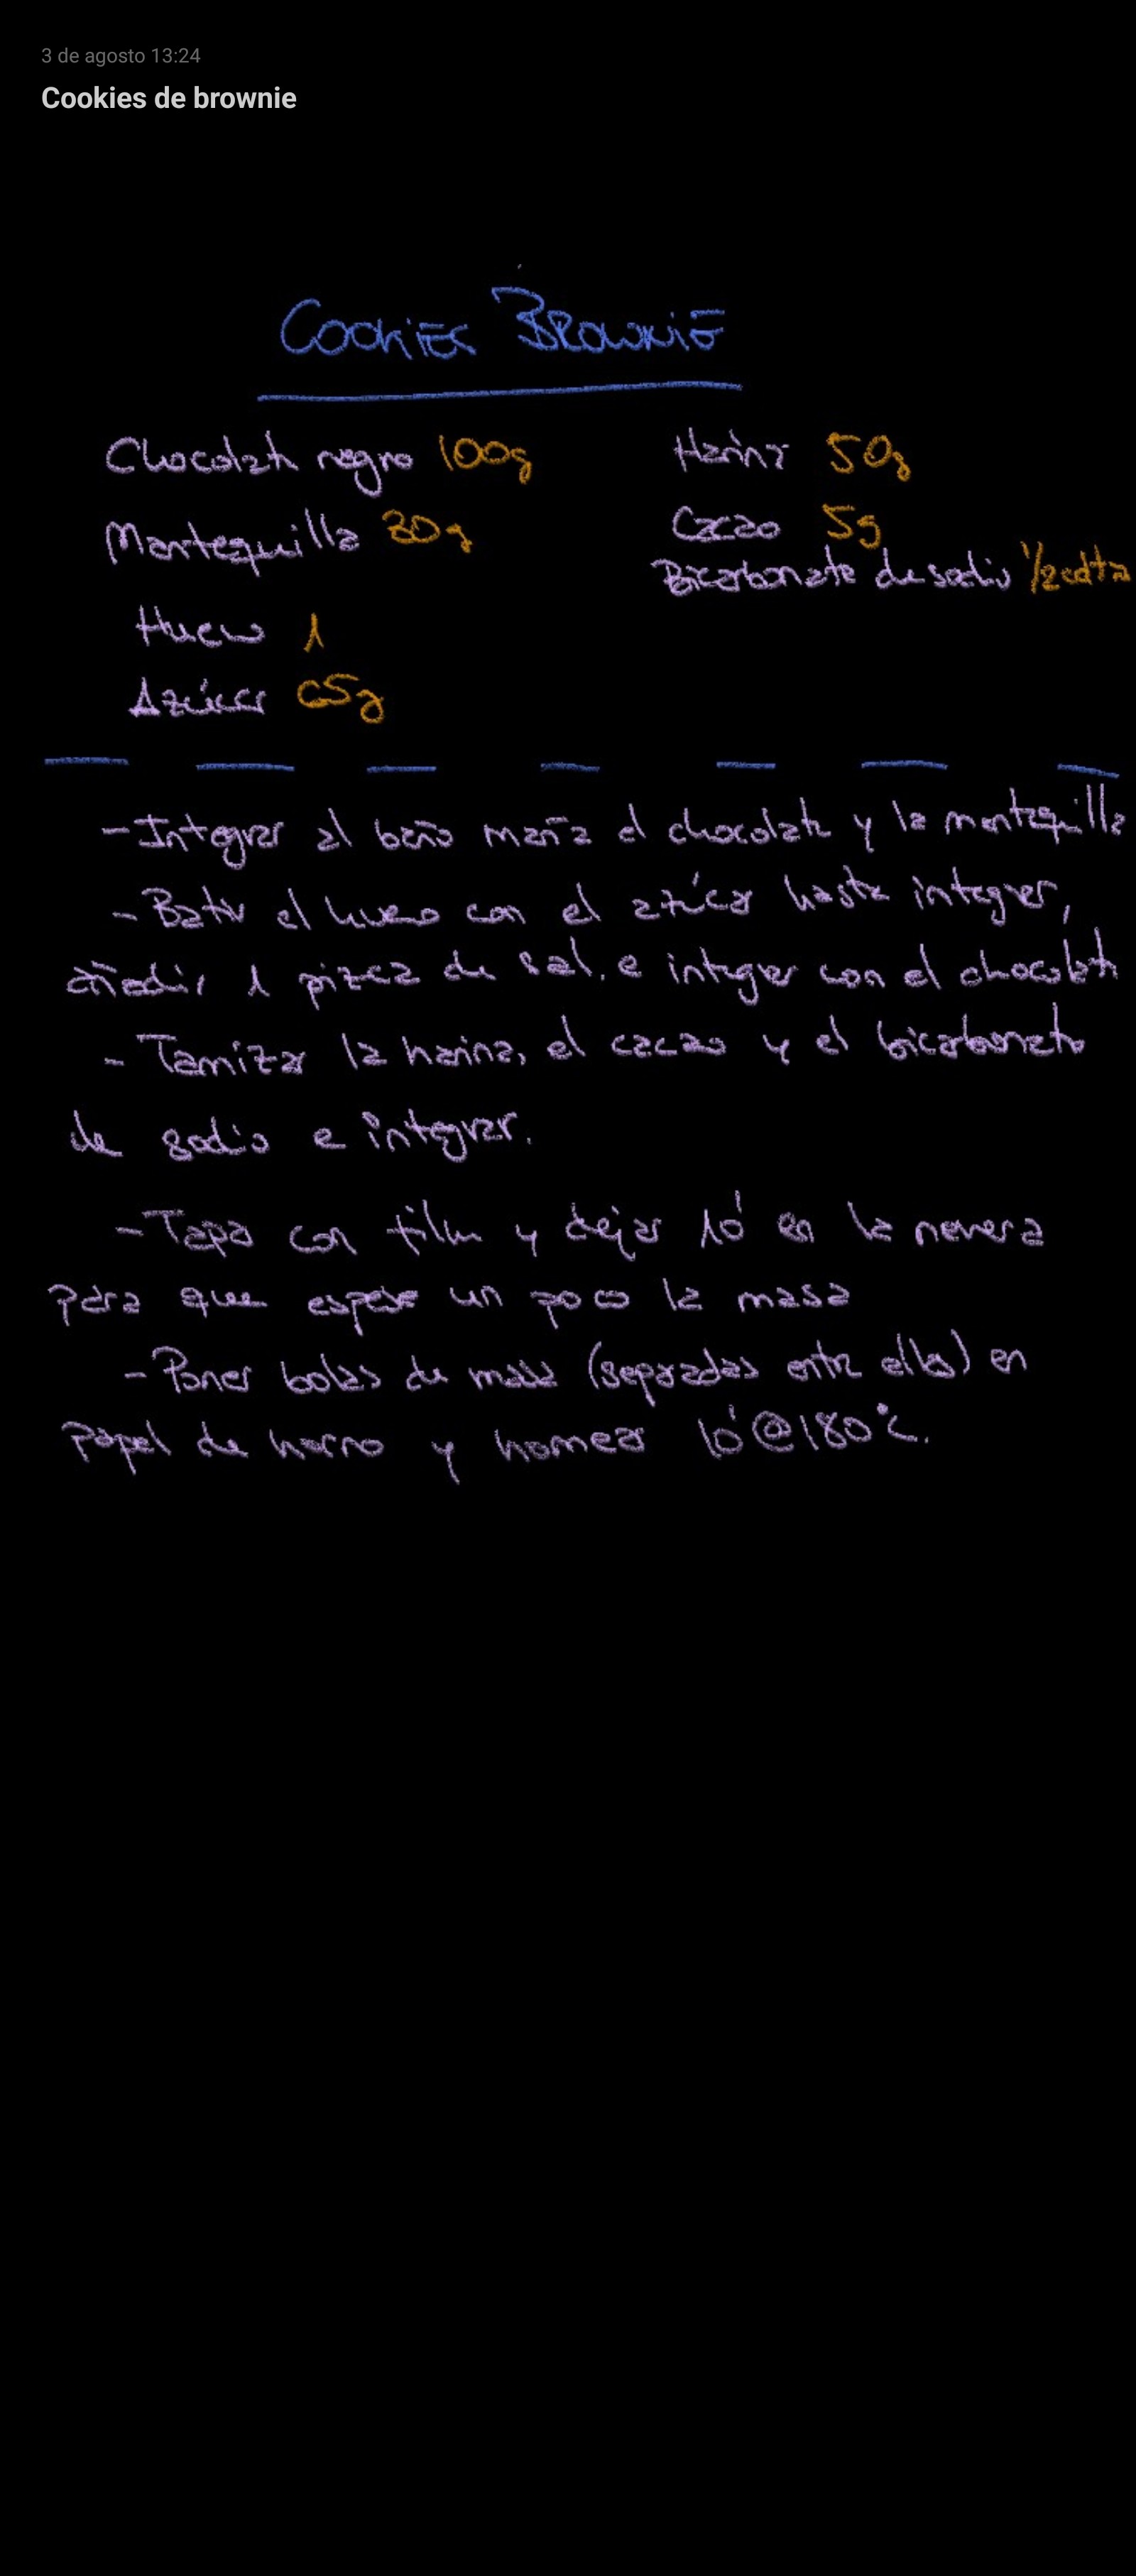 3 de agosto 13:24
Cookies de brownie
COOKIES BROWNIE
Chocolate negro 100g Harina 50g
Mantequilla 30g Cacao 5g
Bicarbonato de sodio 1/2 cdta
Huevo 1
Azúcar 65g
- Integrar al baño maría el chocolate y la mantequilla
- Batir el huevo con el azúcar hasta integrar,
añadir 1 pizca de sal. e integrar con el chocolate
- Tamizar la harina, el cacao y el bicarbonato
de sodio e integrar.
- Tapar con film y dejar 10' en la nevera
para que espese un poco la masa
- Poner bolas de masa (separadas entre ellas) en
papel de horno y hornear 10' @ 180°C.